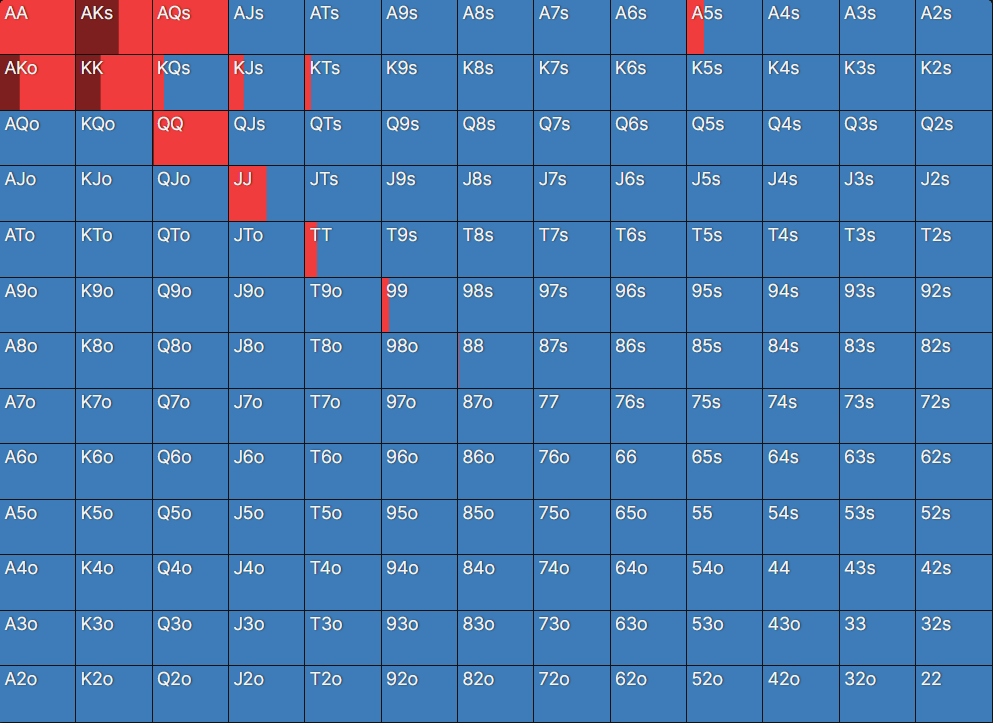 AA AKs AQs AJs ATs A9s A8s A7s A6s A5s A4s A3s A2s
AKo KK KQs KJs KTs K9s K8s K7s K6s K5s K4s K3s K2s
AQo KQo QQ QJs QTs Q9s Q8s Q7s Q6s Q5s Q4s Q3s Q2s
AJo KJo QJo JJ JTs J9s J8s J7s J6s J5s J4s J3s J2s
ATo KTo QTo JTo TT T9s T8s T7s T6s T5s T4s T3s T2s
A9o K9o Q9o J9o T9o 99 98s 97s 96s 95s 94s 93s 92s
A8o K8o Q8o J8o T8o 98o 88 87s 86s 85s 84s 83s 82s
A7o K7o Q7o J7o T7o 97o 87o 77 76s 75s 74s 73s 72s
A6o K6o Q6o J6o T6o 96o 86o 76o 66 65s 64s 63s 62s
A5o K5o Q5o J5o T5o 95o 85o 75o 65o 55 54s 53s 52s
A4o K4o Q4o J4o T4o 94o 84o 74o 64o 54o 44 43s 42s
A3o K3o Q3o J3o T3o 93o 83o 73o 63o 53o 43o 33 32s
A2o K2o Q2o J2o T2o 92o 82o 72o 62o 52o 42o 32o 22